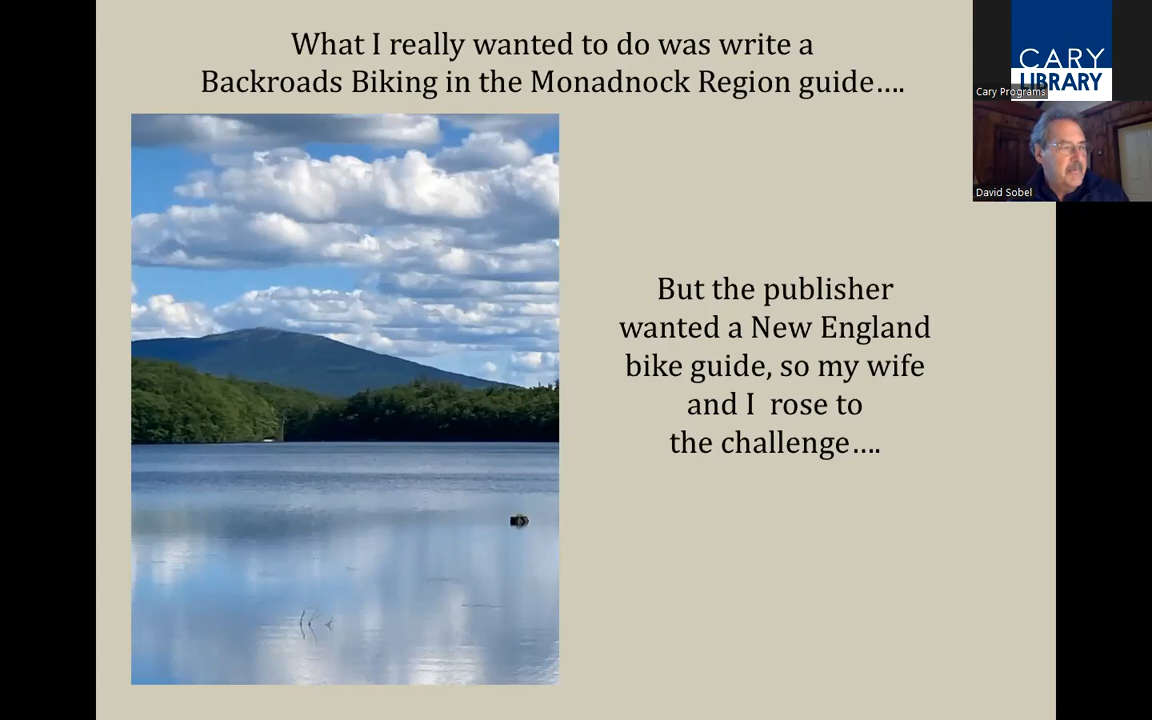 What I really wanted to do was write a
Backroads Biking in the Monadnock Region guide....
But the publisher
wanted a New England
bike guide, so my wife
and I  rose to
the challenge....
CARY
LIBRARY
Cary Programs
David Sobel